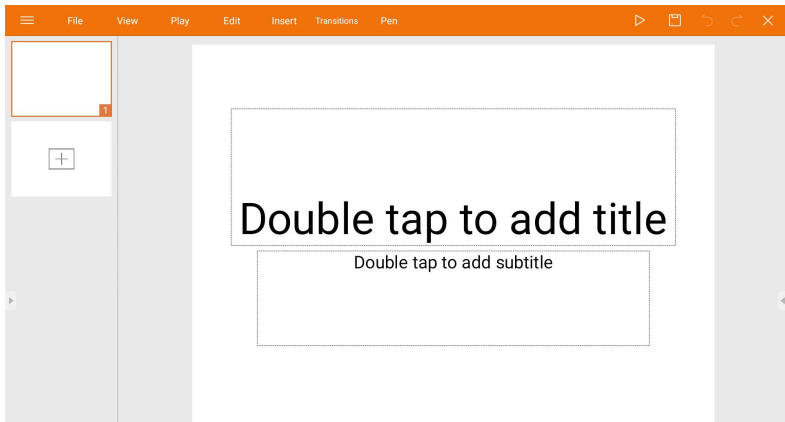 File View Play Edit Insert Transitions Pen
1
Double tap to add title
Double tap to add subtitle